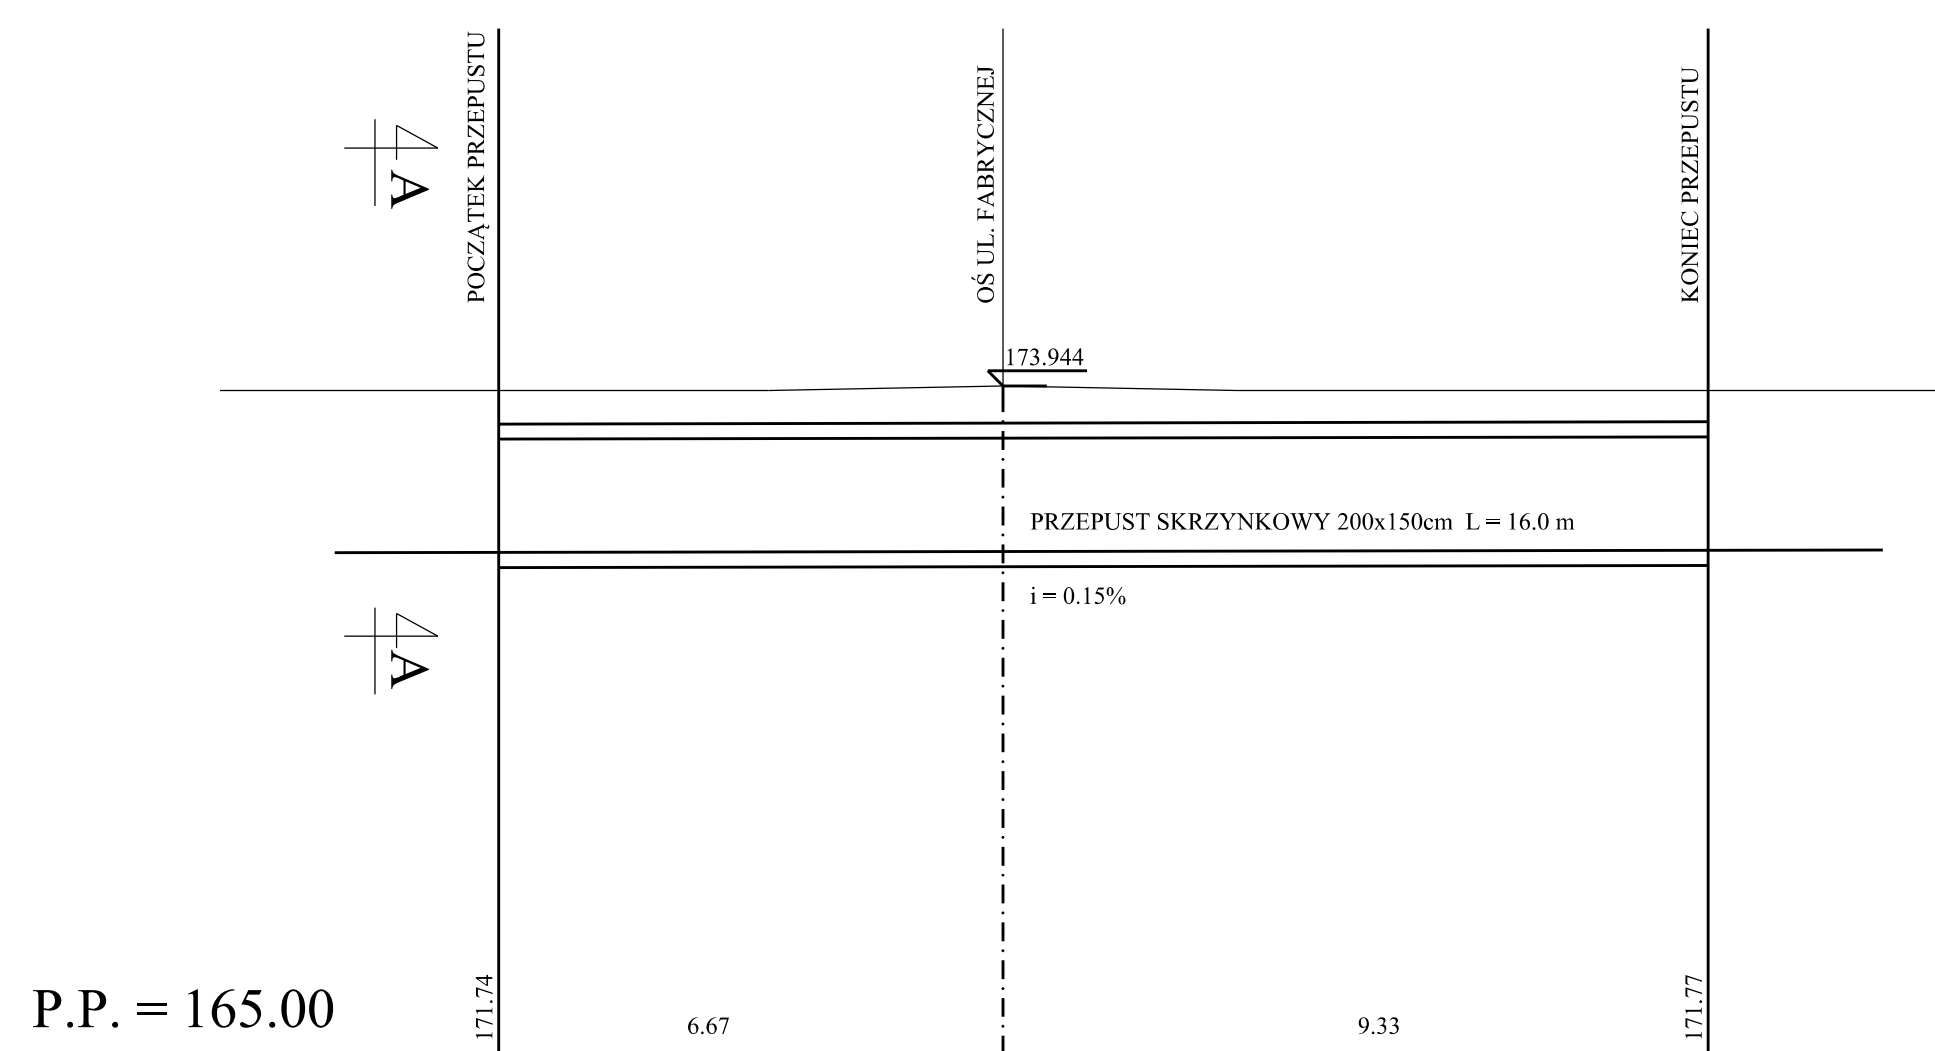 POCZĄTEK PRZEPUSTU
OŚ UL. FABRYCZNEJ
KONIEC PRZEPUSTU
A
173.944
PRZEPUST SKRZYNKOWY 200x150cm L = 16.0 m
i = 0.15%
A
P.P. = 165.00
171.74
6.67
9.33
171.77